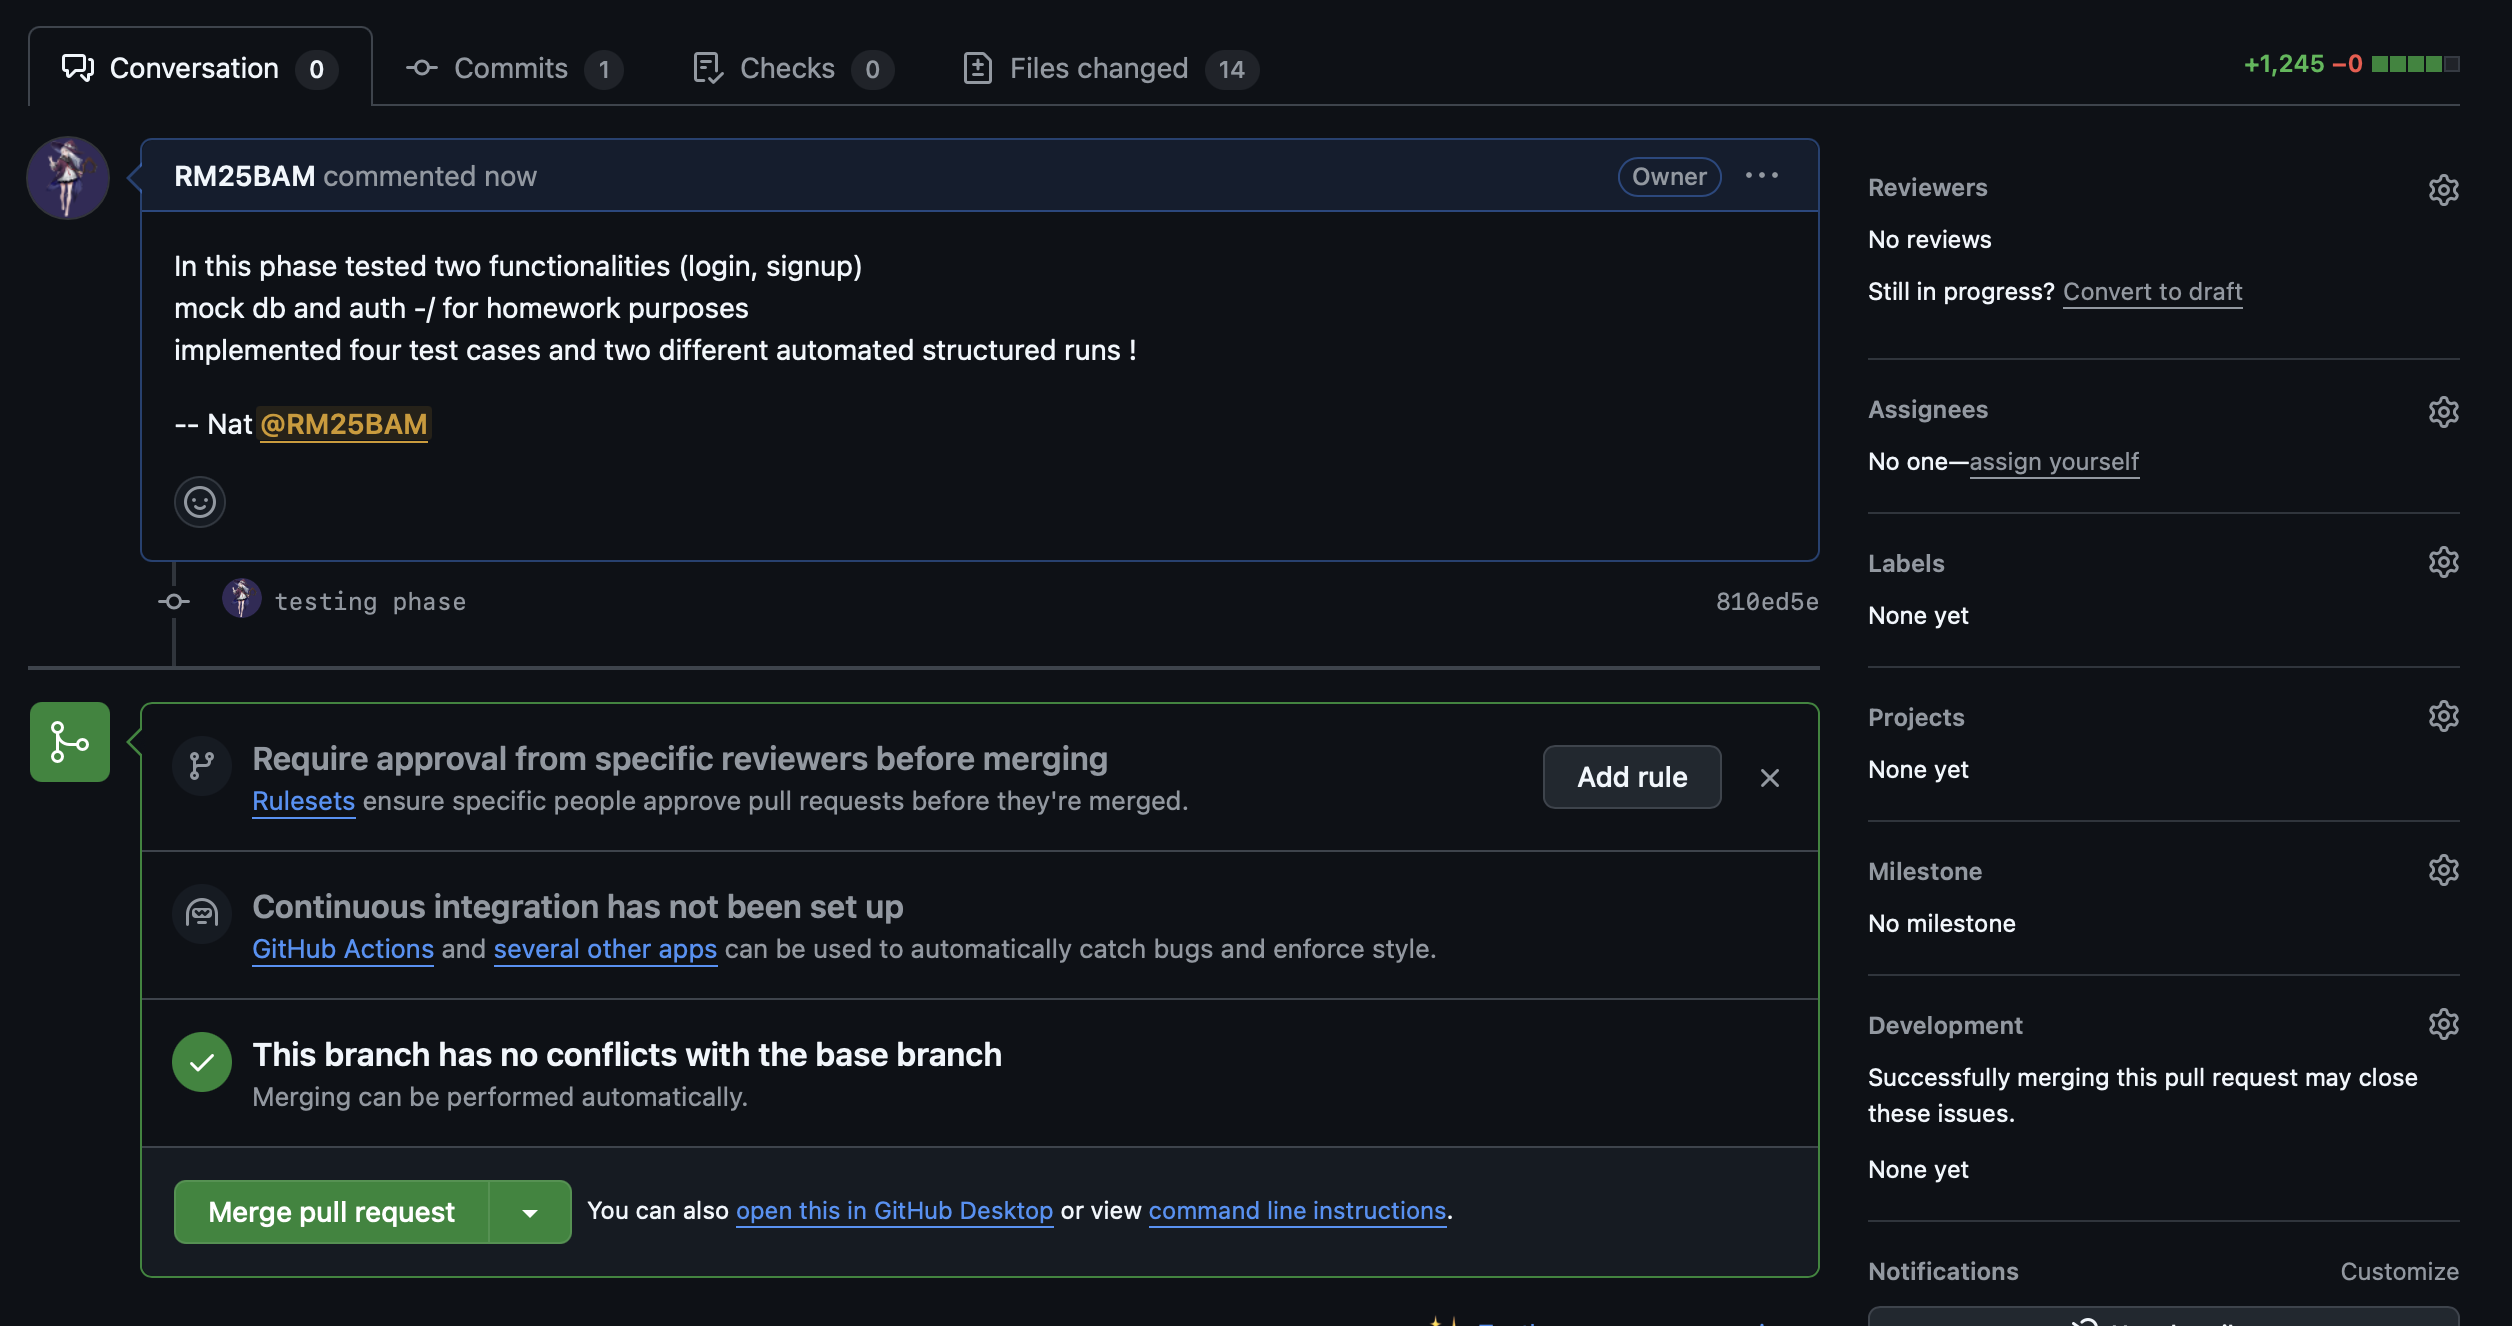 Conversation 0
Commits 1
Checks 0
Files changed 14
+1,245 −0
RM25BAM commented now
Owner
In this phase tested two functionalities (login, signup)
mock db and auth -/ for homework purposes
implemented four test cases and two different automated structured runs !
-- Nat @RM25BAM
testing phase
810ed5e
Require approval from specific reviewers before merging
Rulesets ensure specific people approve pull requests before they're merged.
Add rule
Continuous integration has not been set up
GitHub Actions and several other apps can be used to automatically catch bugs and enforce style.
This branch has no conflicts with the base branch
Merging can be performed automatically.
Merge pull request
You can also open this in GitHub Desktop or view command line instructions.
Reviewers
No reviews
Still in progress? Convert to draft
Assignees
No one—assign yourself
Labels
None yet
Projects
None yet
Milestone
No milestone
Development
Successfully merging this pull request may close
these issues.
None yet
Notifications
Customize